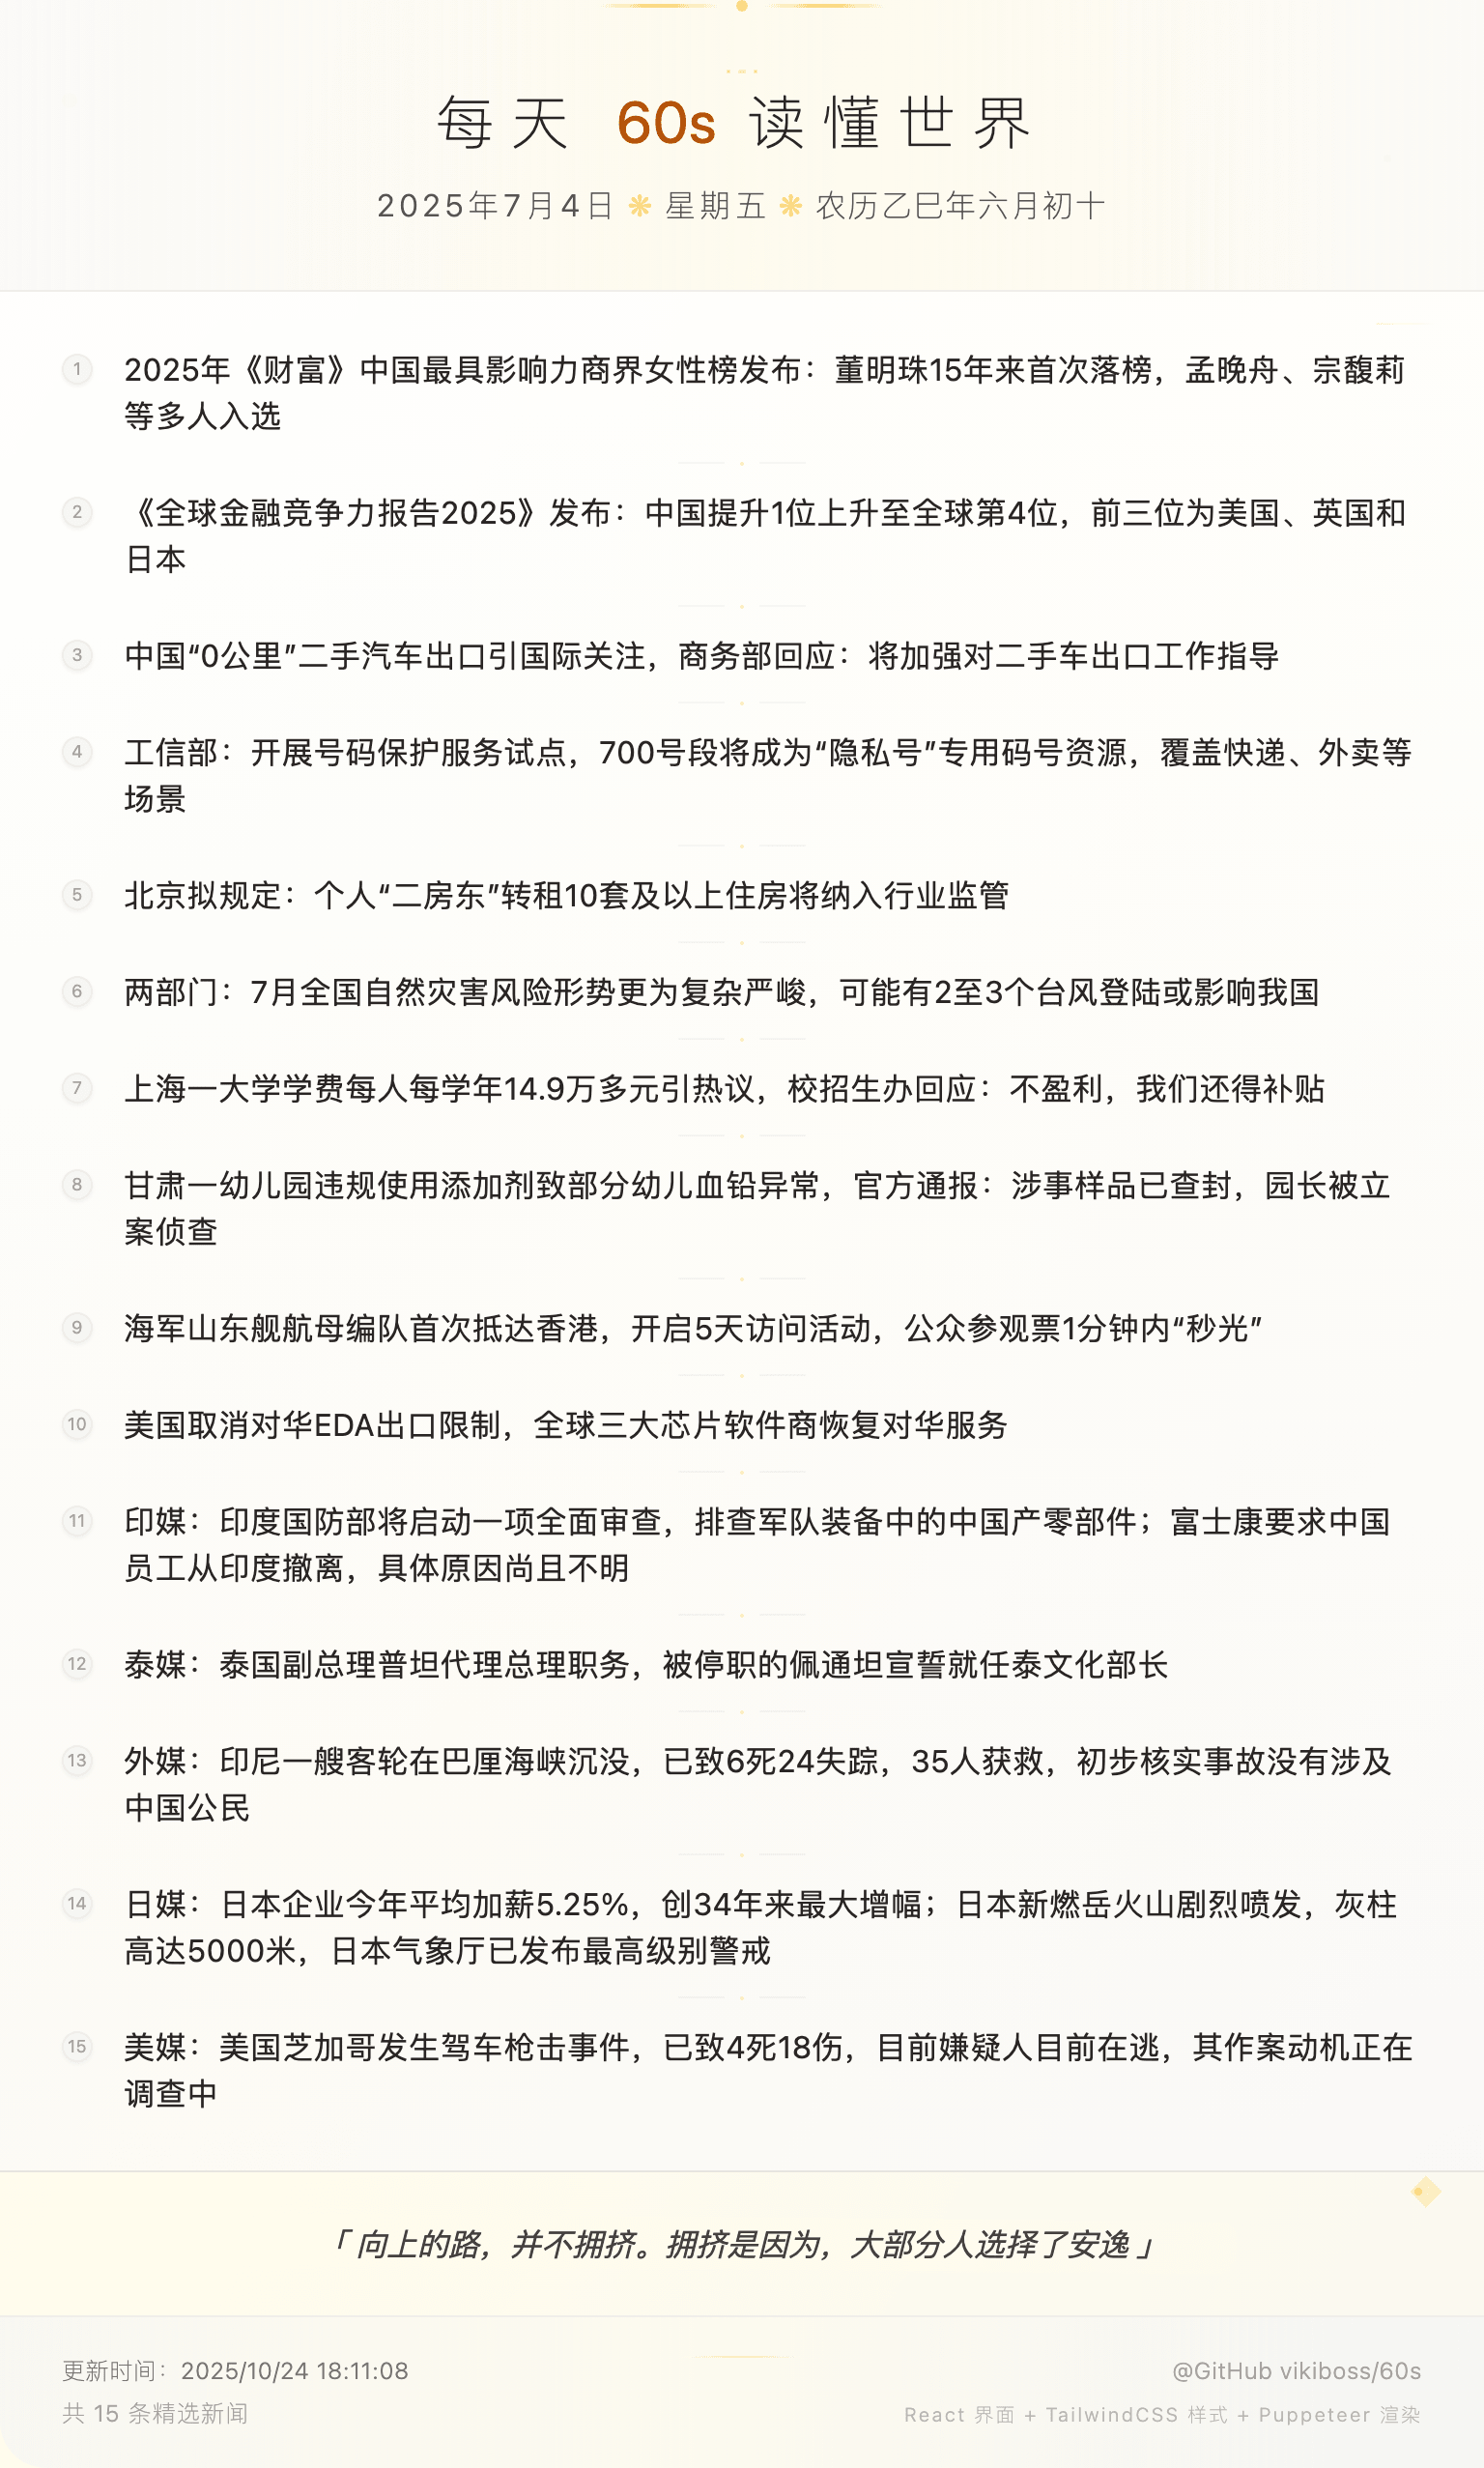 每天 60s 读懂世界
2025年7月4日 ❋ 星期五 ❋ 农历乙巳年六月初十
1 2025年《财富》中国最具影响力商界女性榜发布：董明珠15年来首次落榜，孟晚舟、宗馥莉
等多人入选
2 《全球金融竞争力报告2025》发布：中国提升1位上升至全球第4位，前三位为美国、英国和
日本
3 中国“0公里”二手汽车出口引国际关注，商务部回应：将加强对二手车出口工作指导
4 工信部：开展号码保护服务试点，700号段将成为“隐私号”专用码号资源，覆盖快递、外卖等
场景
5 北京拟规定：个人“二房东”转租10套及以上住房将纳入行业监管
6 两部门：7月全国自然灾害风险形势更为复杂严峻，可能有2至3个台风登陆或影响我国
7 上海一大学学费每人每学年14.9万多元引热议，校招生办回应：不盈利，我们还得补贴
8 甘肃一幼儿园违规使用添加剂致部分幼儿血铅异常，官方通报：涉事样品已查封，园长被立
案侦查
9 海军山东舰航母编队首次抵达香港，开启5天访问活动，公众参观票1分钟内“秒光”
10 美国取消对华EDA出口限制，全球三大芯片软件商恢复对华服务
11 印媒：印度国防部将启动一项全面审查，排查军队装备中的中国产零部件；富士康要求中国
员工从印度撤离，具体原因尚且不明
12 泰媒：泰国副总理普坦代理总理职务，被停职的佩通坦宣誓就任泰文化部长
13 外媒：印尼一艘客轮在巴厘海峡沉没，已致6死24失踪，35人获救，初步核实事故没有涉及
中国公民
14 日媒：日本企业今年平均加薪5.25%，创34年来最大增幅；日本新燃岳火山剧烈喷发，灰柱
高达5000米，日本气象厅已发布最高级别警戒
15 美媒：美国芝加哥发生驾车枪击事件，已致4死18伤，目前嫌疑人目前在逃，其作案动机正在
调查中
「 向上的路，并不拥挤。拥挤是因为，大部分人选择了安逸 」
更新时间：2025/10/24 18:11:08
@GitHub vikiboss/60s
共 15 条精选新闻
React 界面 + TailwindCSS 样式 + Puppeteer 渲染